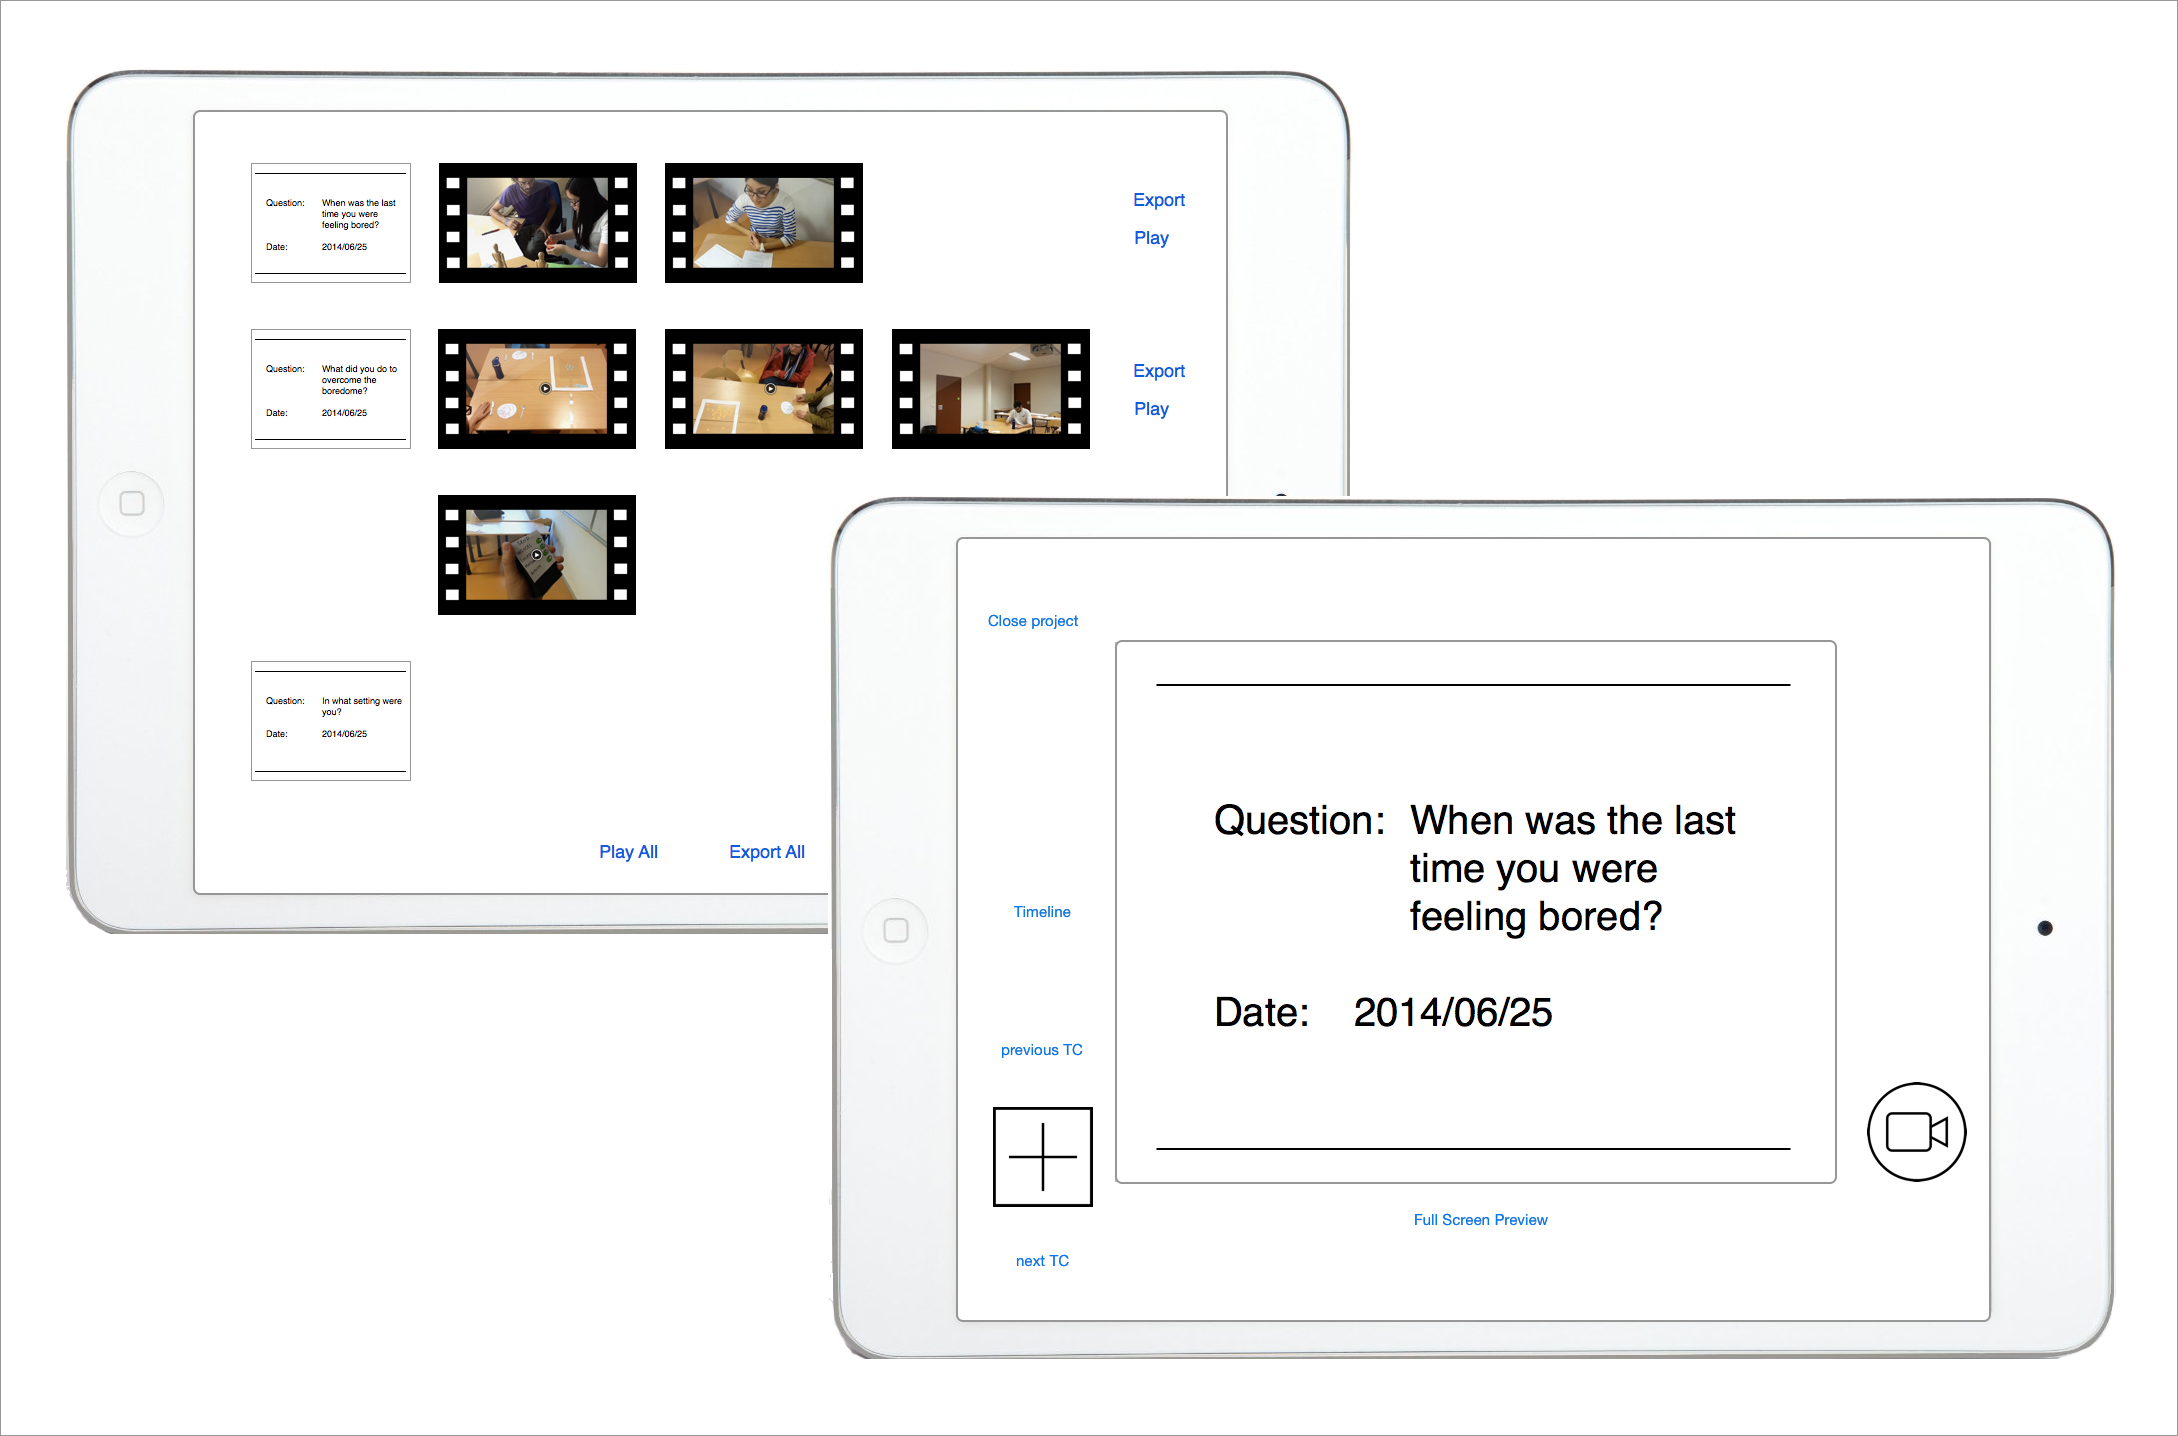 Question: When was the last
time you were
feeling bored?
Date: 2014/06/25
Export
Play
Question: What did you do to
overcome the
boredome?
Date: 2014/06/25
Export
Play
Question: In what setting were
you?
Date: 2014/06/25
Play All Export All
Close project
Timeline
previous TC
next TC
Question: When was the last
time you were
feeling bored?
Date: 2014/06/25
Full Screen Preview